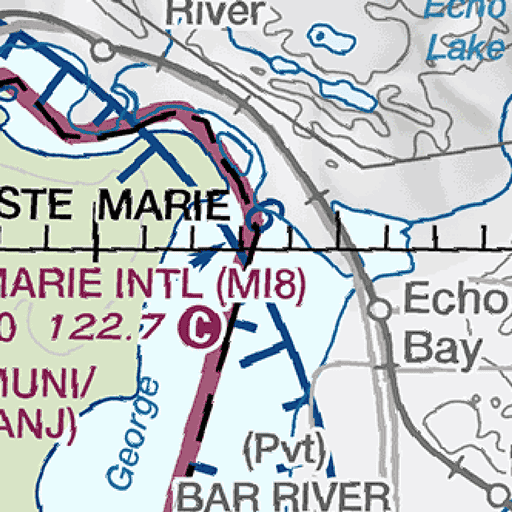 River
Echo
Lake
STE MARIE
MARIE INTL (MI8)
0 122.7 C
MUNI/
ANJ)
George
Echo
Bay
(Pvt)
BAR RIVER